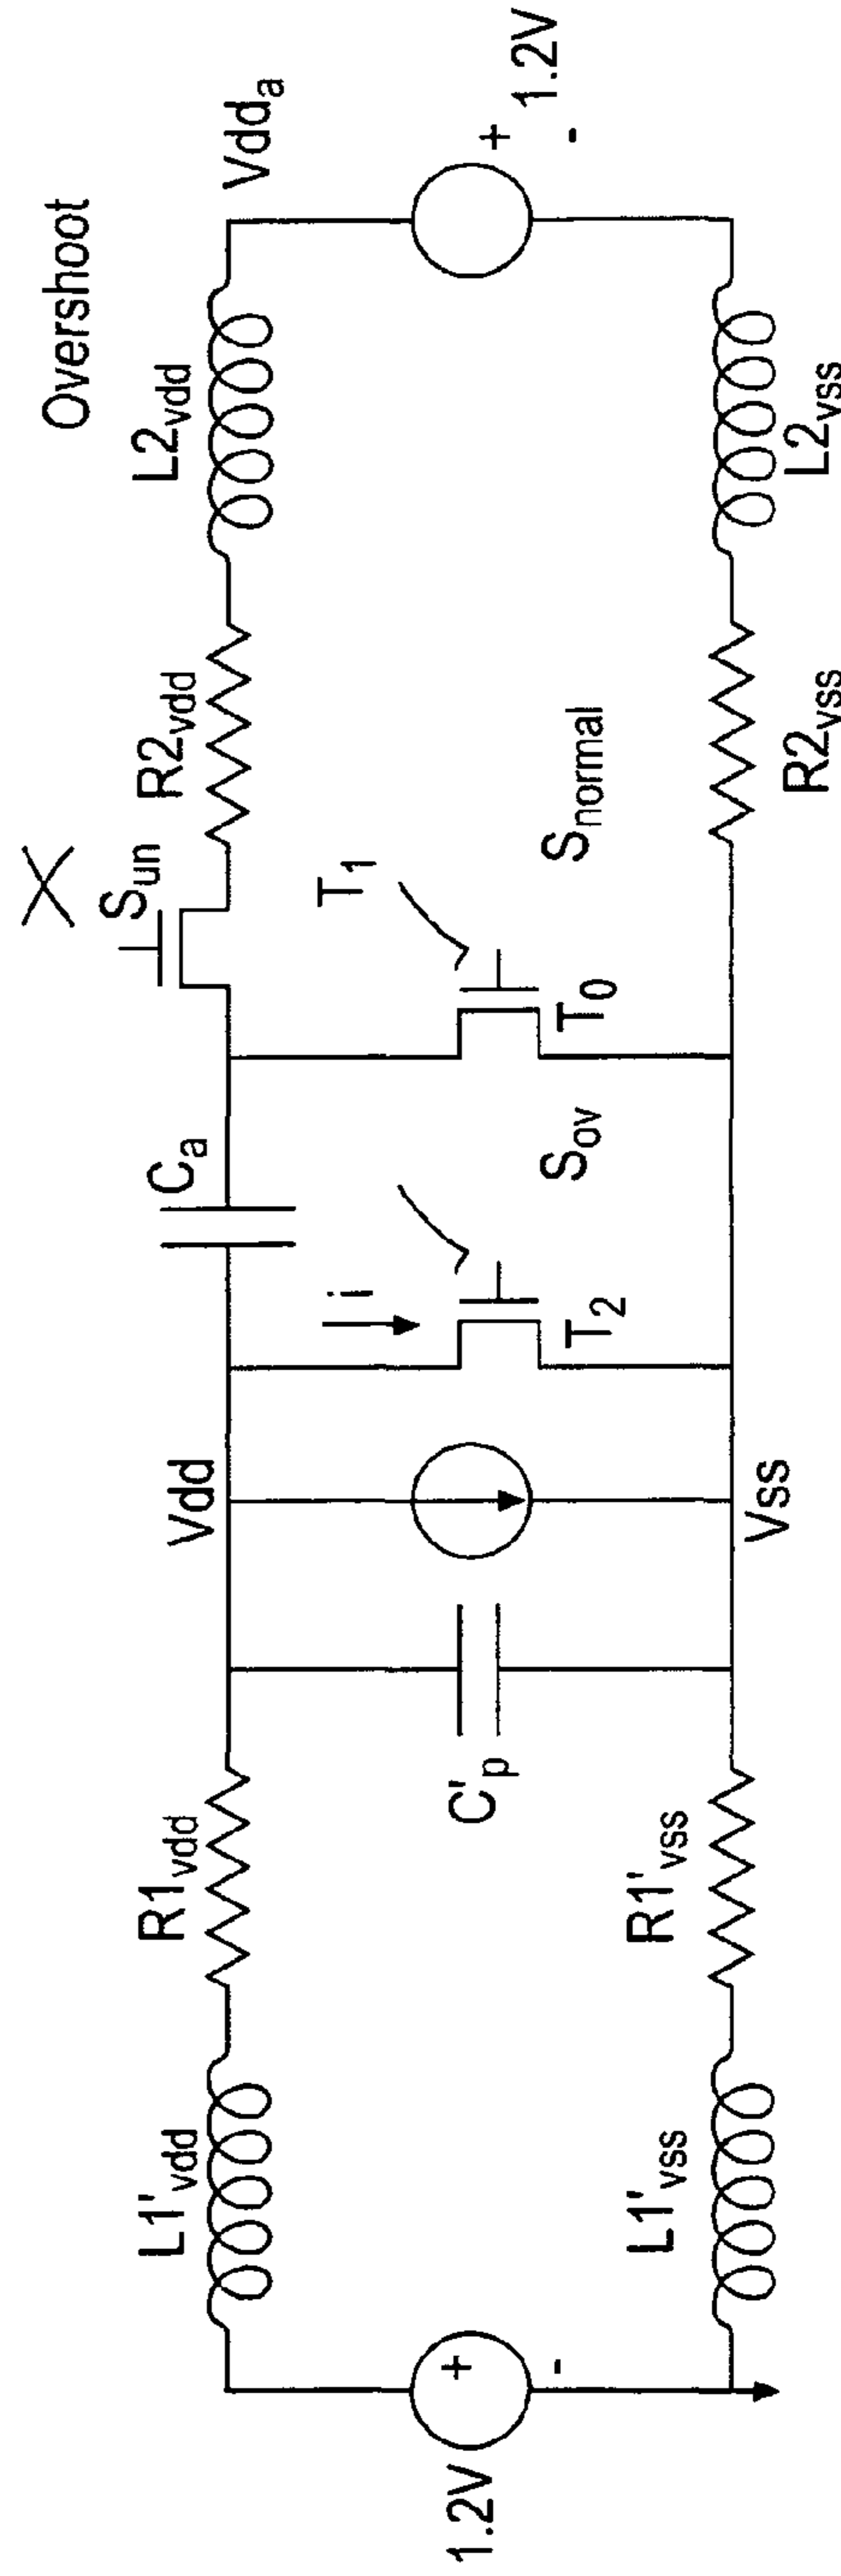 Overshoot
X
L1'vdd
R1vdd
Vdd
Ca
Sun
R2vdd
L2vdd
Vdda
i
T1
1.2V
+
-
C'p
T2
Sov
T0
Snormal
+
-
1.2V
L1'vss
R1'vss
Vss
R2vss
L2vss